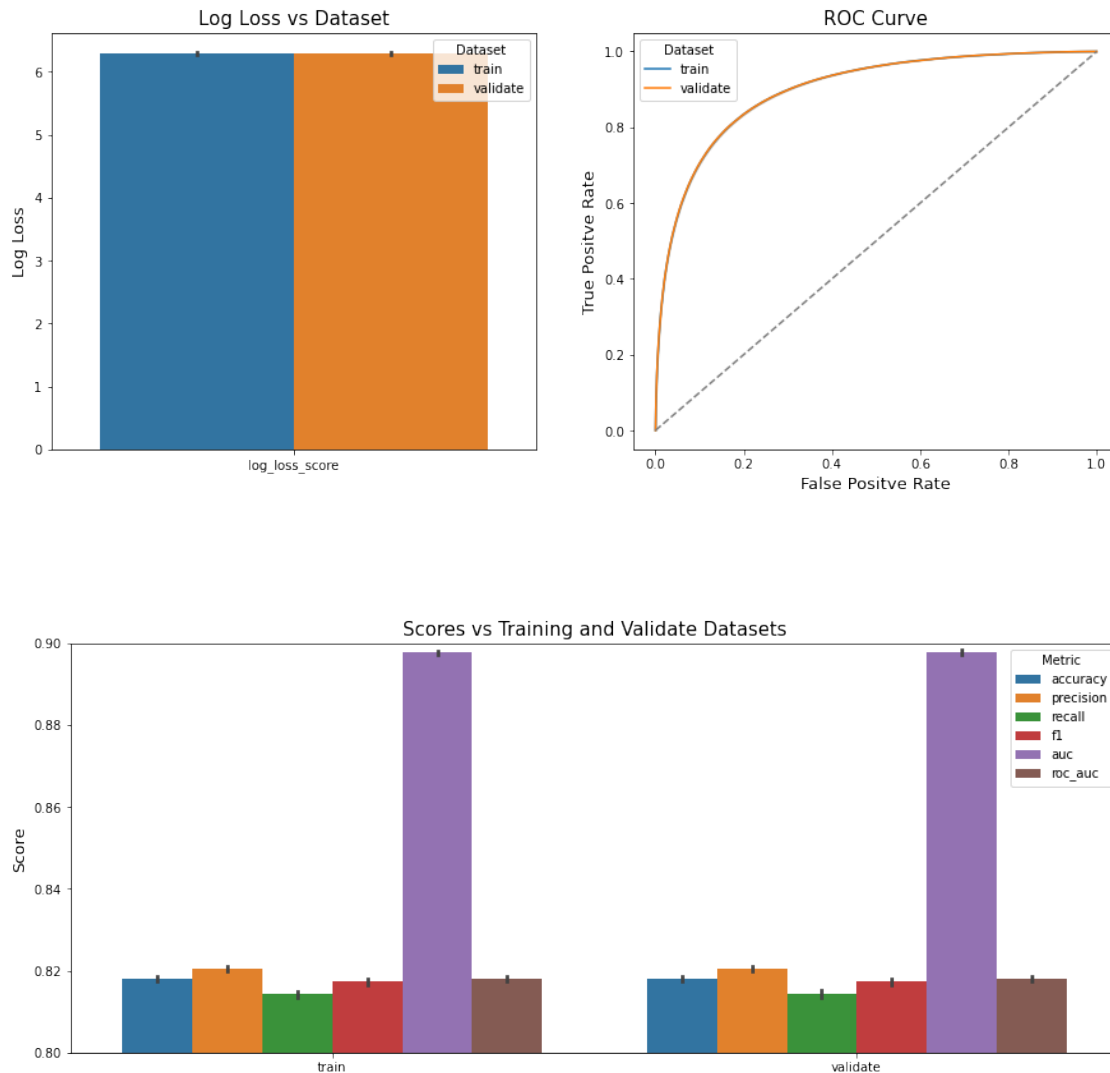 Log Loss vs Dataset
Dataset
train
validate
6
5
4
3
2
1
0
Log Loss
log_loss_score
ROC Curve
Dataset
train
validate
1.0
0.8
0.6
0.4
0.2
0.0
True Positve Rate
0.0 0.2 0.4 0.6 0.8 1.0
False Positve Rate
Scores vs Training and Validate Datasets
Metric
accuracy
precision
recall
f1
auc
roc_auc
0.90
0.88
0.86
0.84
0.82
0.80
Score
train validate